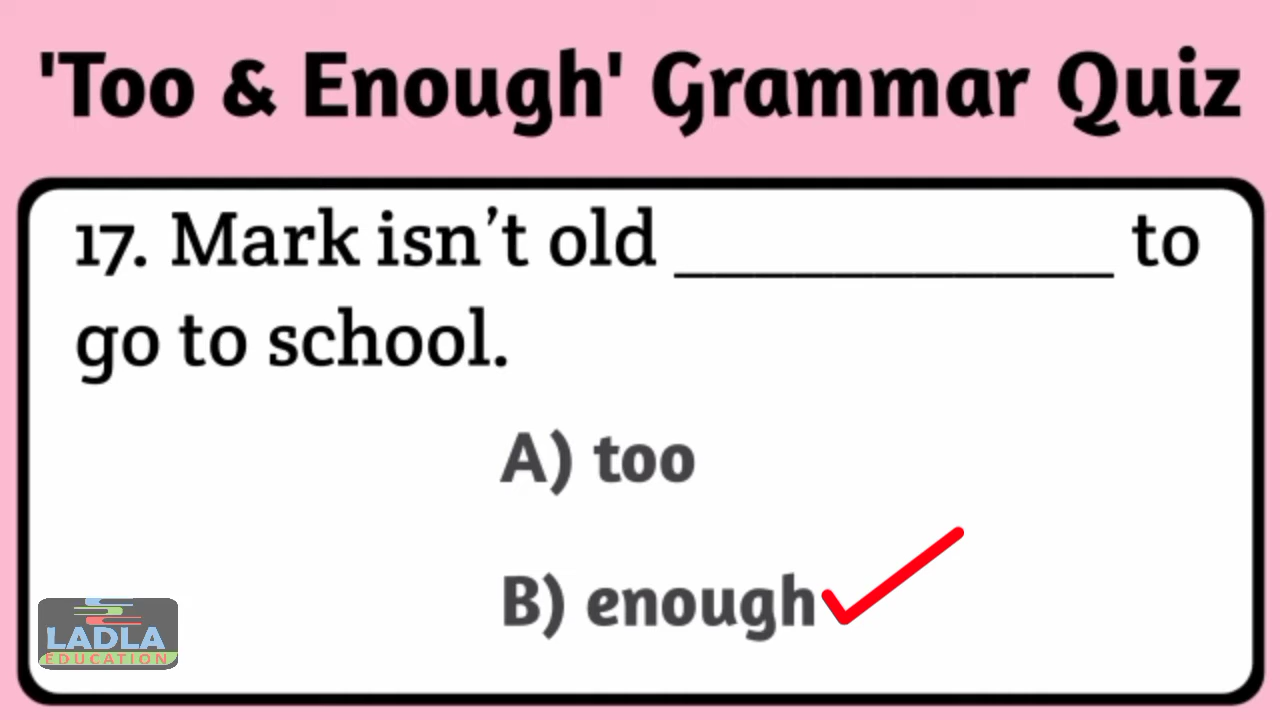 'Too & Enough' Grammar Quiz
17. Mark isn’t old ____________ to
go to school.
A) too
B) enough
LADLA
EDUCATION